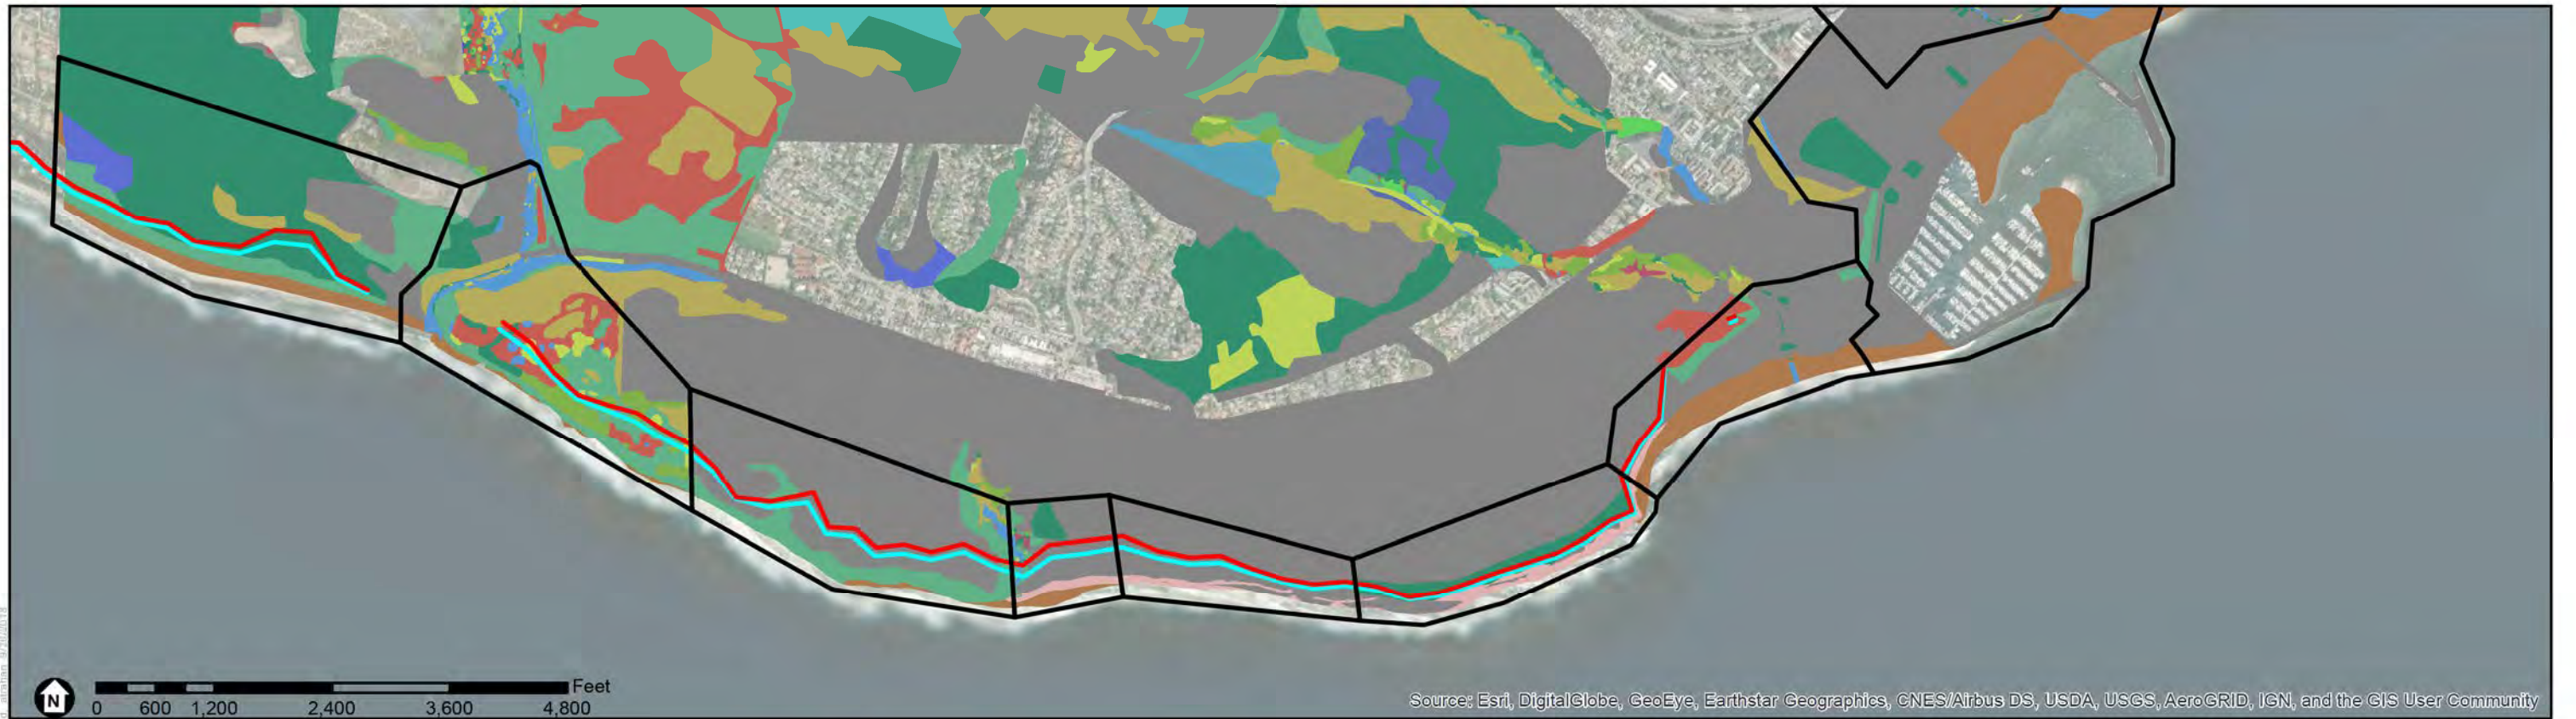 N
Feet
0 600 1,200 2,400 3,600 4,800
Source: Esri, DigitalGlobe, GeoEye, Earthstar Geographics, CNES/Airbus DS, USDA, USGS, AeroGRID, IGN, and the GIS User Community